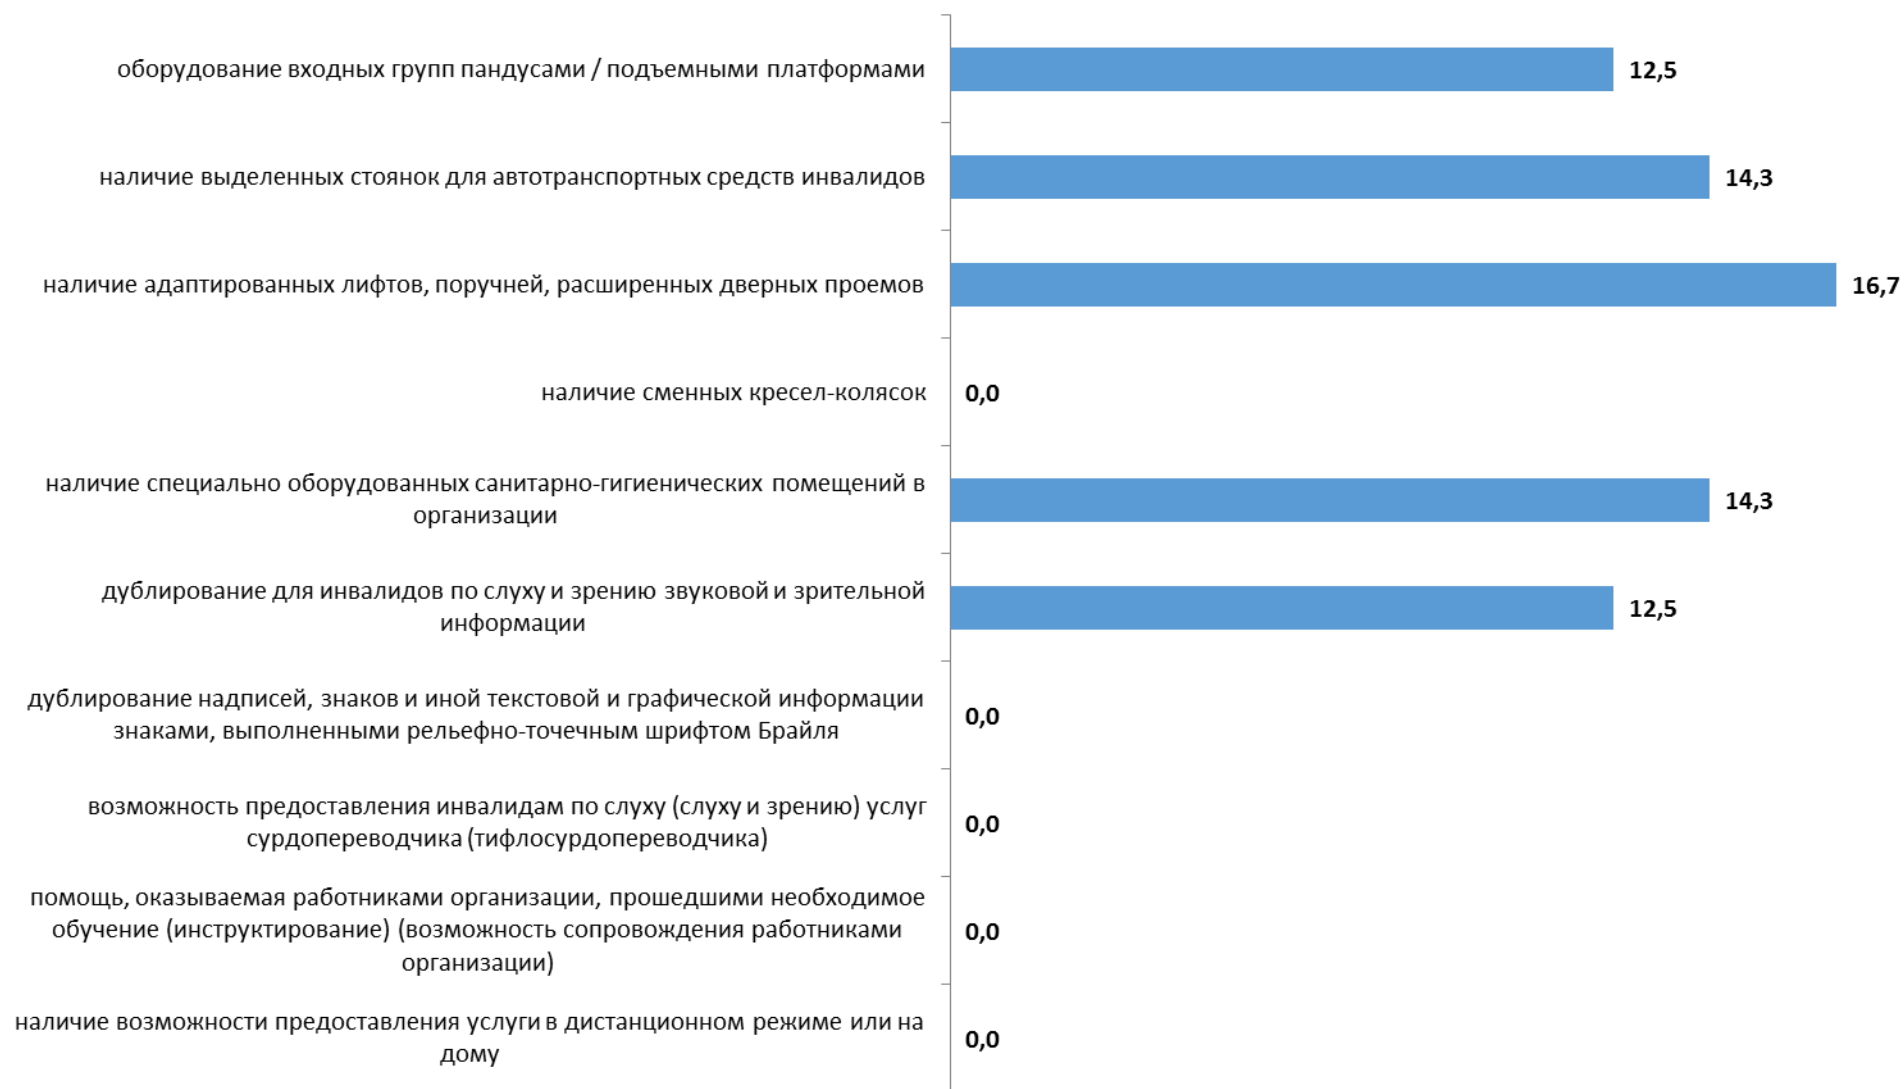 оборудование входных групп пандусами / подъемными платформами
12,5
наличие выделенных стоянок для автотранспортных средств инвалидов
14,3
наличие адаптированных лифтов, поручней, расширенных дверных проемов
16,7
наличие сменных кресел-колясок
0,0
наличие специально оборудованных санитарно-гигиенических помещений в
организации
14,3
дублирование для инвалидов по слуху и зрению звуковой и зрительной
информации
12,5
дублирование надписей, знаков и иной текстовой и графической информации
знаками, выполненными рельефно-точечным шрифтом Брайля
0,0
возможность предоставления инвалидам по слуху (слуху и зрению) услуг
сурдопереводчика (тифлосурдопереводчика)
0,0
помощь, оказываемая работниками организации, прошедшими необходимое
обучение (инструктирование) (возможность сопровождения работниками
организации)
0,0
наличие возможности предоставления услуги в дистанционном режиме или на
дому
0,0